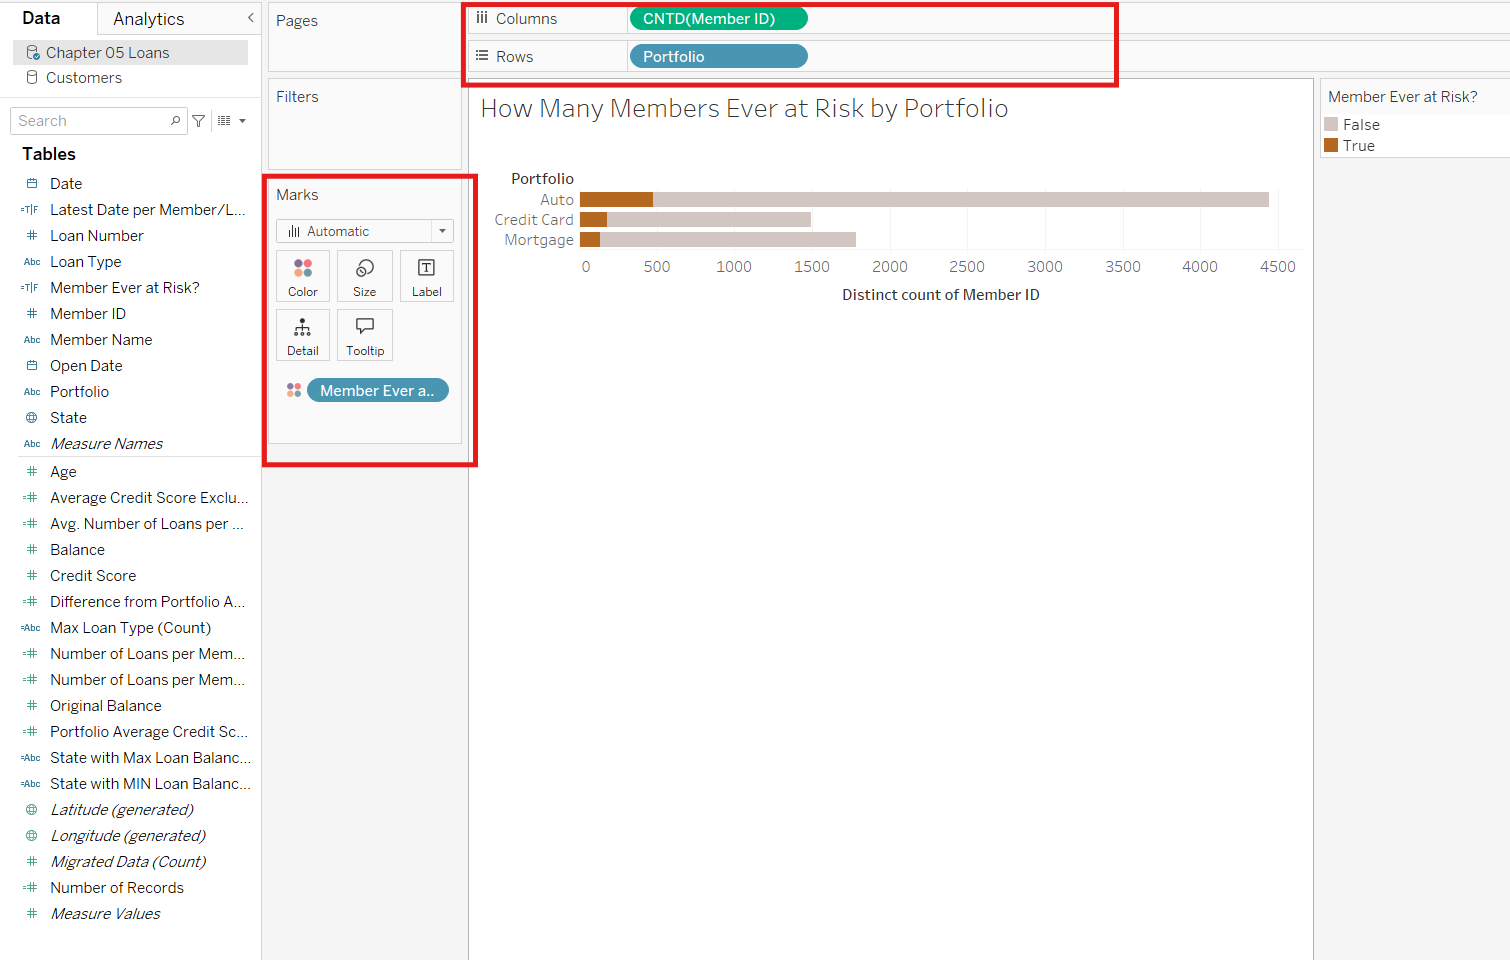 Data
Analytics
Chapter 05 Loans
Customers
Search
Tables
Date
=T|F Latest Date per Member/L...
Loan Number
Abc Loan Type
=T|F Member Ever at Risk?
Member ID
Abc Member Name
Open Date
Abc Portfolio
State
Abc Measure Names
# Age
=# Average Credit Score Exclu...
=# Avg. Number of Loans per ...
# Balance
# Credit Score
=# Difference from Portfolio A...
=Abc Max Loan Type (Count)
=# Number of Loans per Mem...
=# Number of Loans per Mem...
# Original Balance
=# Portfolio Average Credit Sc...
=Abc State with Max Loan Balanc...
=Abc State with MIN Loan Balanc...
Latitude (generated)
Longitude (generated)
# Migrated Data (Count)
=# Number of Records
# Measure Values
Pages
Filters
Marks
Automatic
Color Size Label
Detail Tooltip
Member Ever a..
Columns CNTD(Member ID)
Rows Portfolio
How Many Members Ever at Risk by Portfolio
Portfolio
Auto
Credit Card
Mortgage
0 500 1000 1500 2000 2500 3000 3500 4000 4500
Distinct count of Member ID
Member Ever at Risk?
False
True